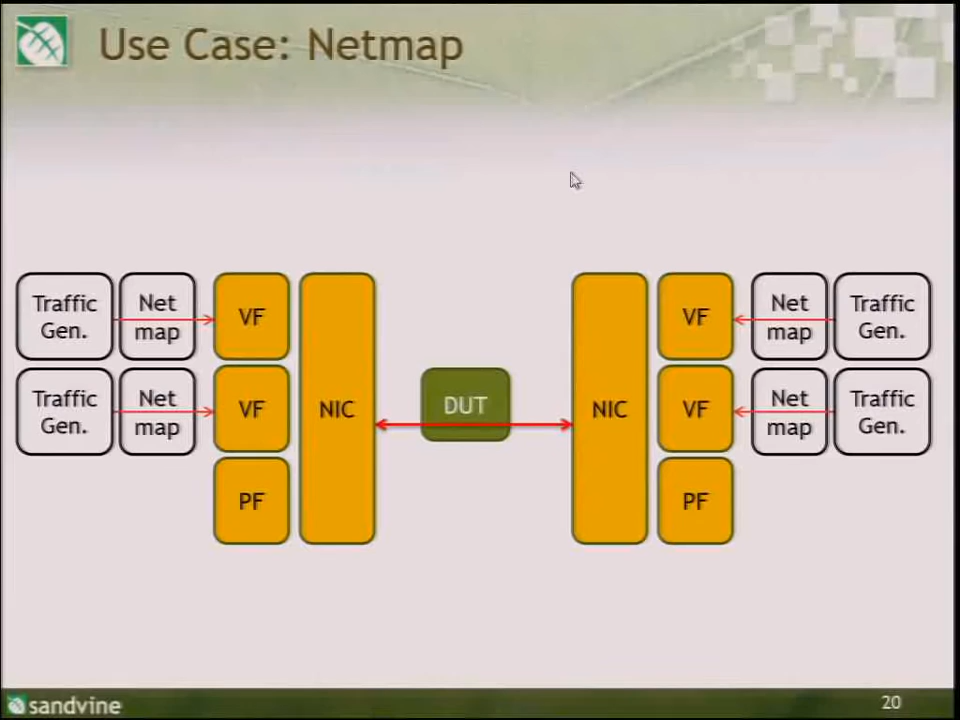 Use Case: Netmap
Traffic
Gen.
Net
map
VF
NIC
Traffic
Gen.
Net
map
VF
PF
DUT
NIC
VF
Net
map
Traffic
Gen.
VF
Net
map
Traffic
Gen.
PF
sandvine
20